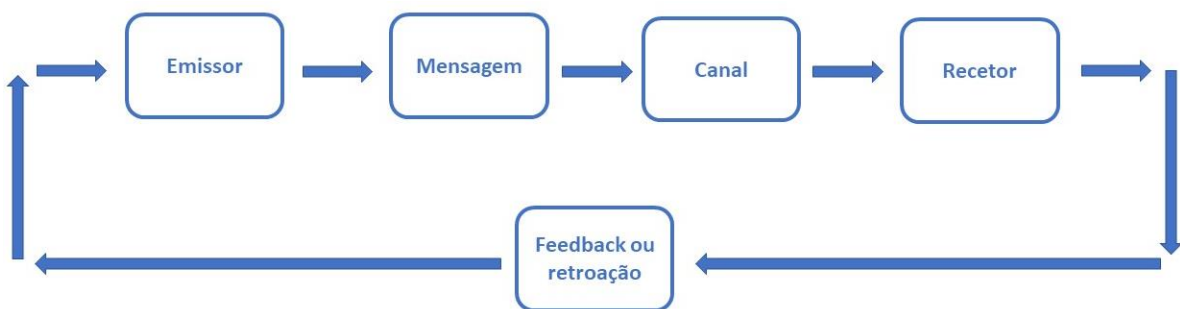 Emissor
Mensagem
Canal
Recetor
Feedback ou
retroação